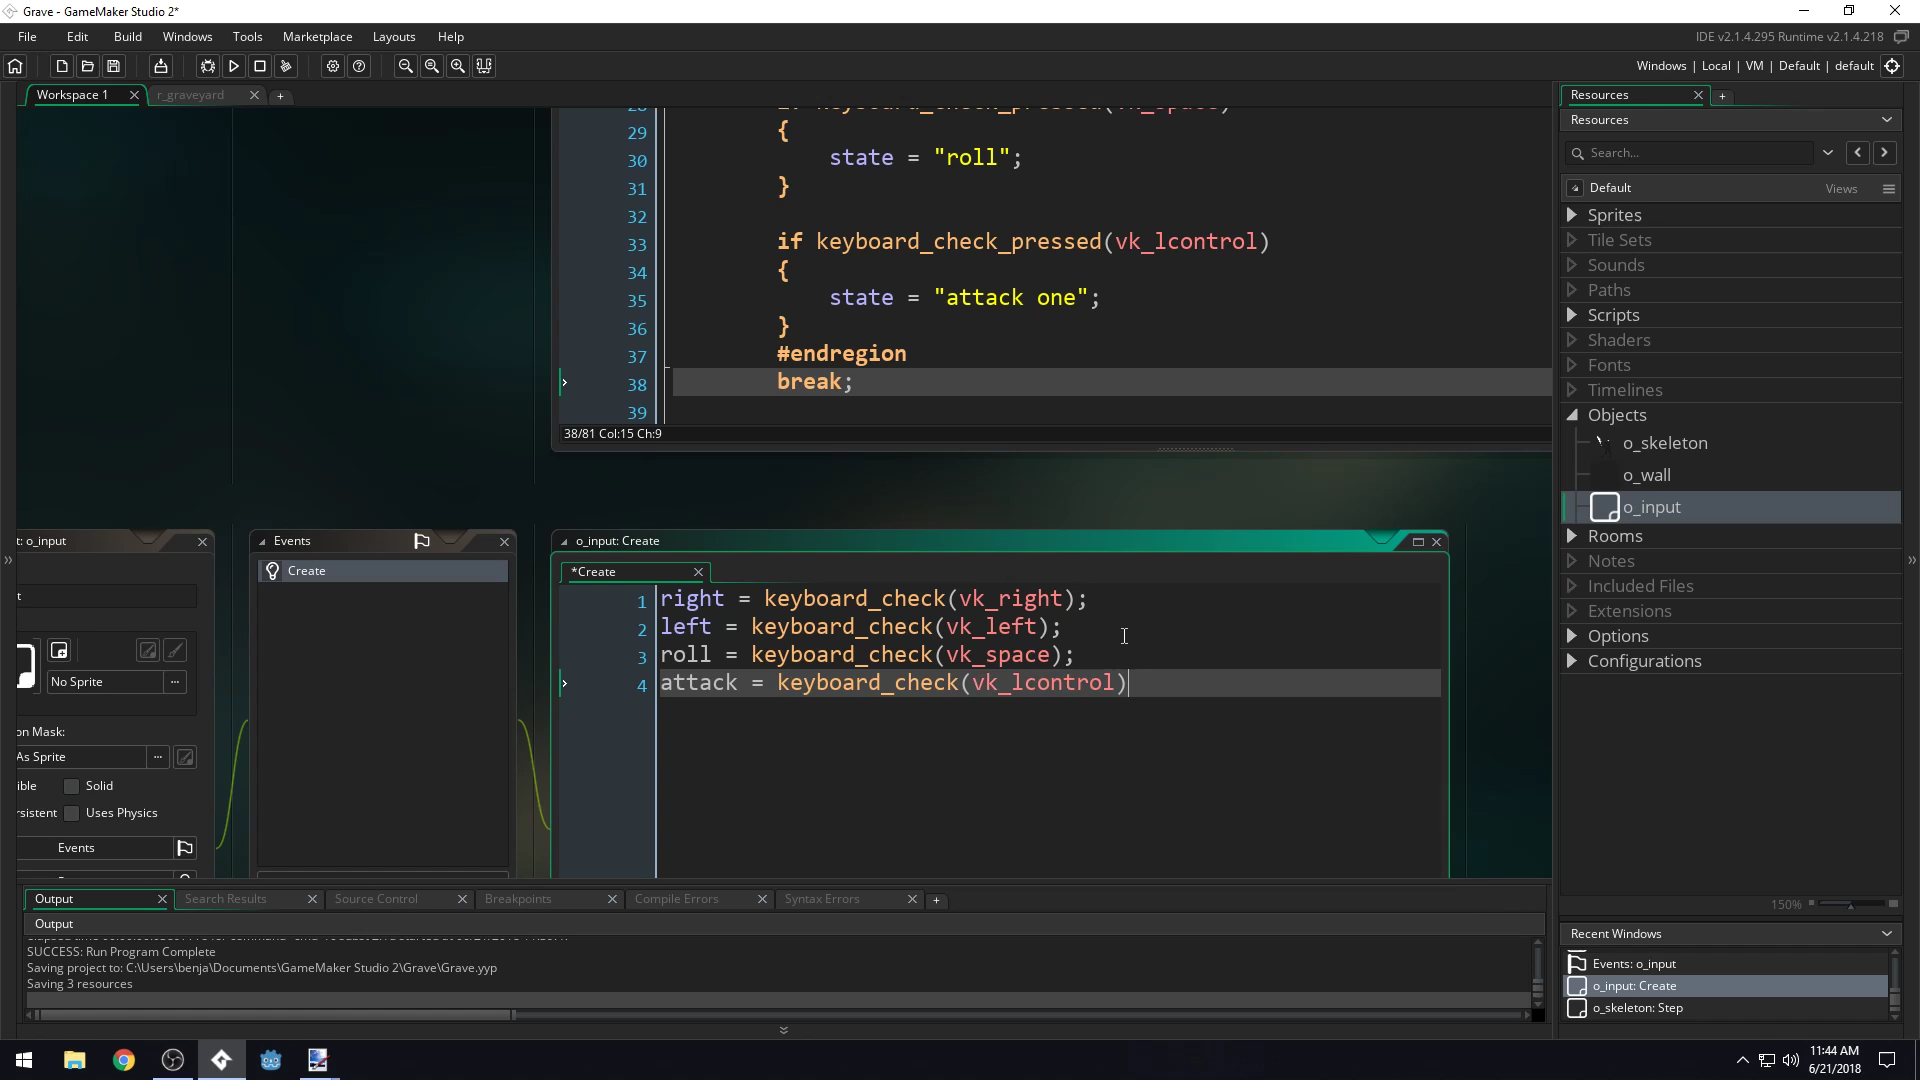 Grave - GameMaker Studio 2*
File Edit Build Windows Tools Marketplace Layouts Help
IDE v2.1.4.295 Runtime v2.1.4.218
Windows | Local | VM | Default | default
Workspace 1
r_graveyard
29 {
30 state = "roll";
31 }
32
33 if keyboard_check_pressed(vk_lcontrol)
34 {
35 state = "attack one";
36 }
37 #endregion
38 break;
39
38/81 Col:15 Ch:9
t: o_input
t
No Sprite
on Mask:
As Sprite
ible
Solid
rsistent
Uses Physics
Events
Events
Create
o_input: Create
*Create
1 right = keyboard_check(vk_right);
2 left = keyboard_check(vk_left);
3 roll = keyboard_check(vk_space);
4 attack = keyboard_check(vk_lcontrol)
Output
Search Results
Source Control
Breakpoints
Compile Errors
Syntax Errors
Output
SUCCESS: Run Program Complete
Saving project to: C:\Users\benja\Documents\GameMaker Studio 2\Grave\Grave.yyp
Saving 3 resources
Resources
Resources
Search...
Default
Views
Sprites
Tile Sets
Sounds
Paths
Scripts
Shaders
Fonts
Timelines
Objects
o_skeleton
o_wall
o_input
Rooms
Notes
Included Files
Extensions
Options
Configurations
150%
Recent Windows
Events: o_input
o_input: Create
o_skeleton: Step
11:44 AM
6/21/2018